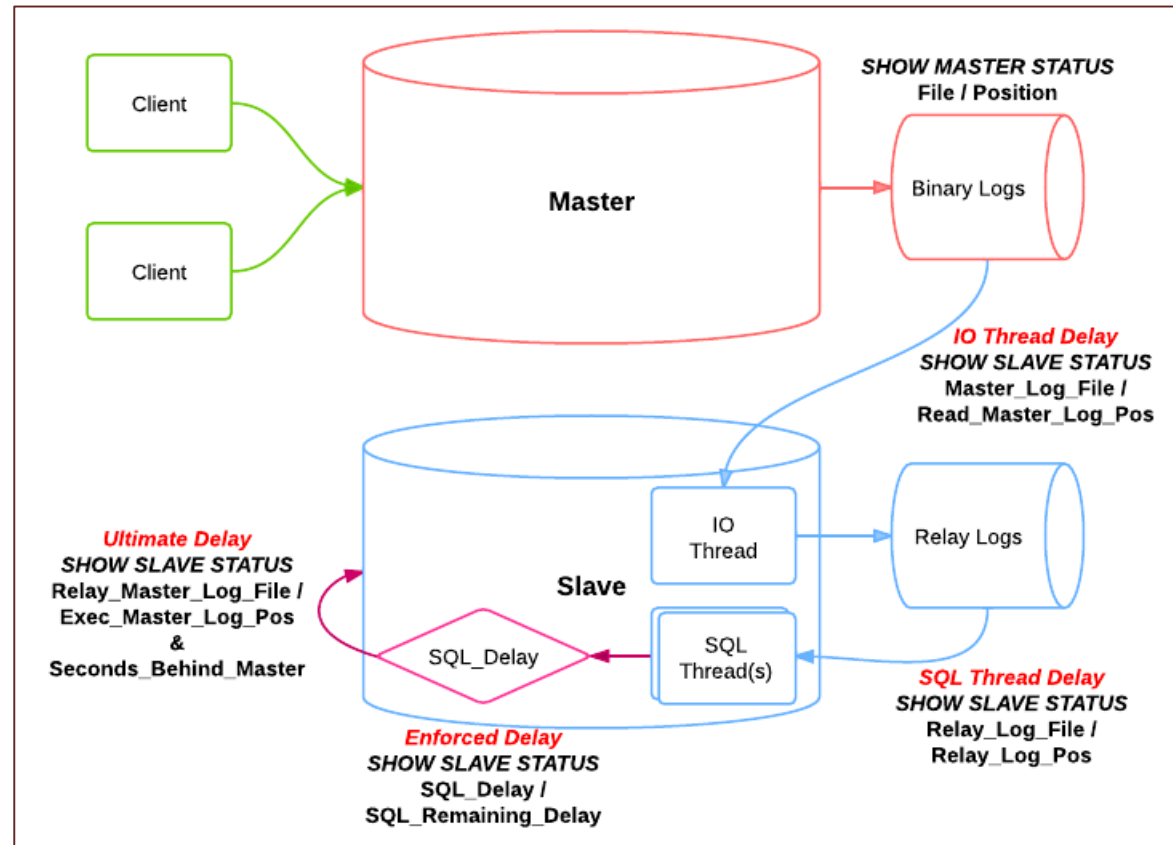 Client
Client
Master
SHOW MASTER STATUS
File / Position
Binary Logs
IO Thread Delay
SHOW SLAVE STATUS
Master_Log_File /
Read_Master_Log_Pos
IO
Thread
Relay Logs
Slave
SQL
Thread(s)
SQL_Delay
Ultimate Delay
SHOW SLAVE STATUS
Relay_Master_Log_File /
Exec_Master_Log_Pos
&
Seconds_Behind_Master
SQL Thread Delay
SHOW SLAVE STATUS
Relay_Log_File /
Relay_Log_Pos
Enforced Delay
SHOW SLAVE STATUS
SQL_Delay /
SQL_Remaining_Delay